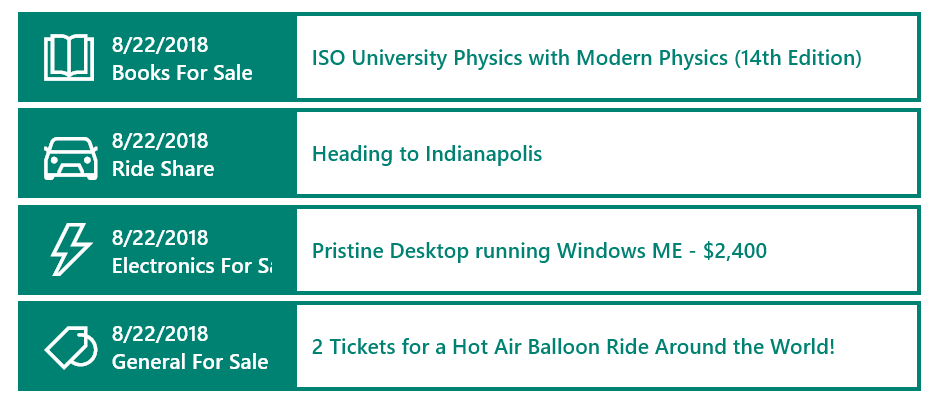 8/22/2018
Books For Sale
ISO University Physics with Modern Physics (14th Edition)
8/22/2018
Ride Share
Heading to Indianapolis
8/22/2018
Electronics For Sa
Pristine Desktop running Windows ME - $2,400
8/22/2018
General For Sale
2 Tickets for a Hot Air Balloon Ride Around the World!